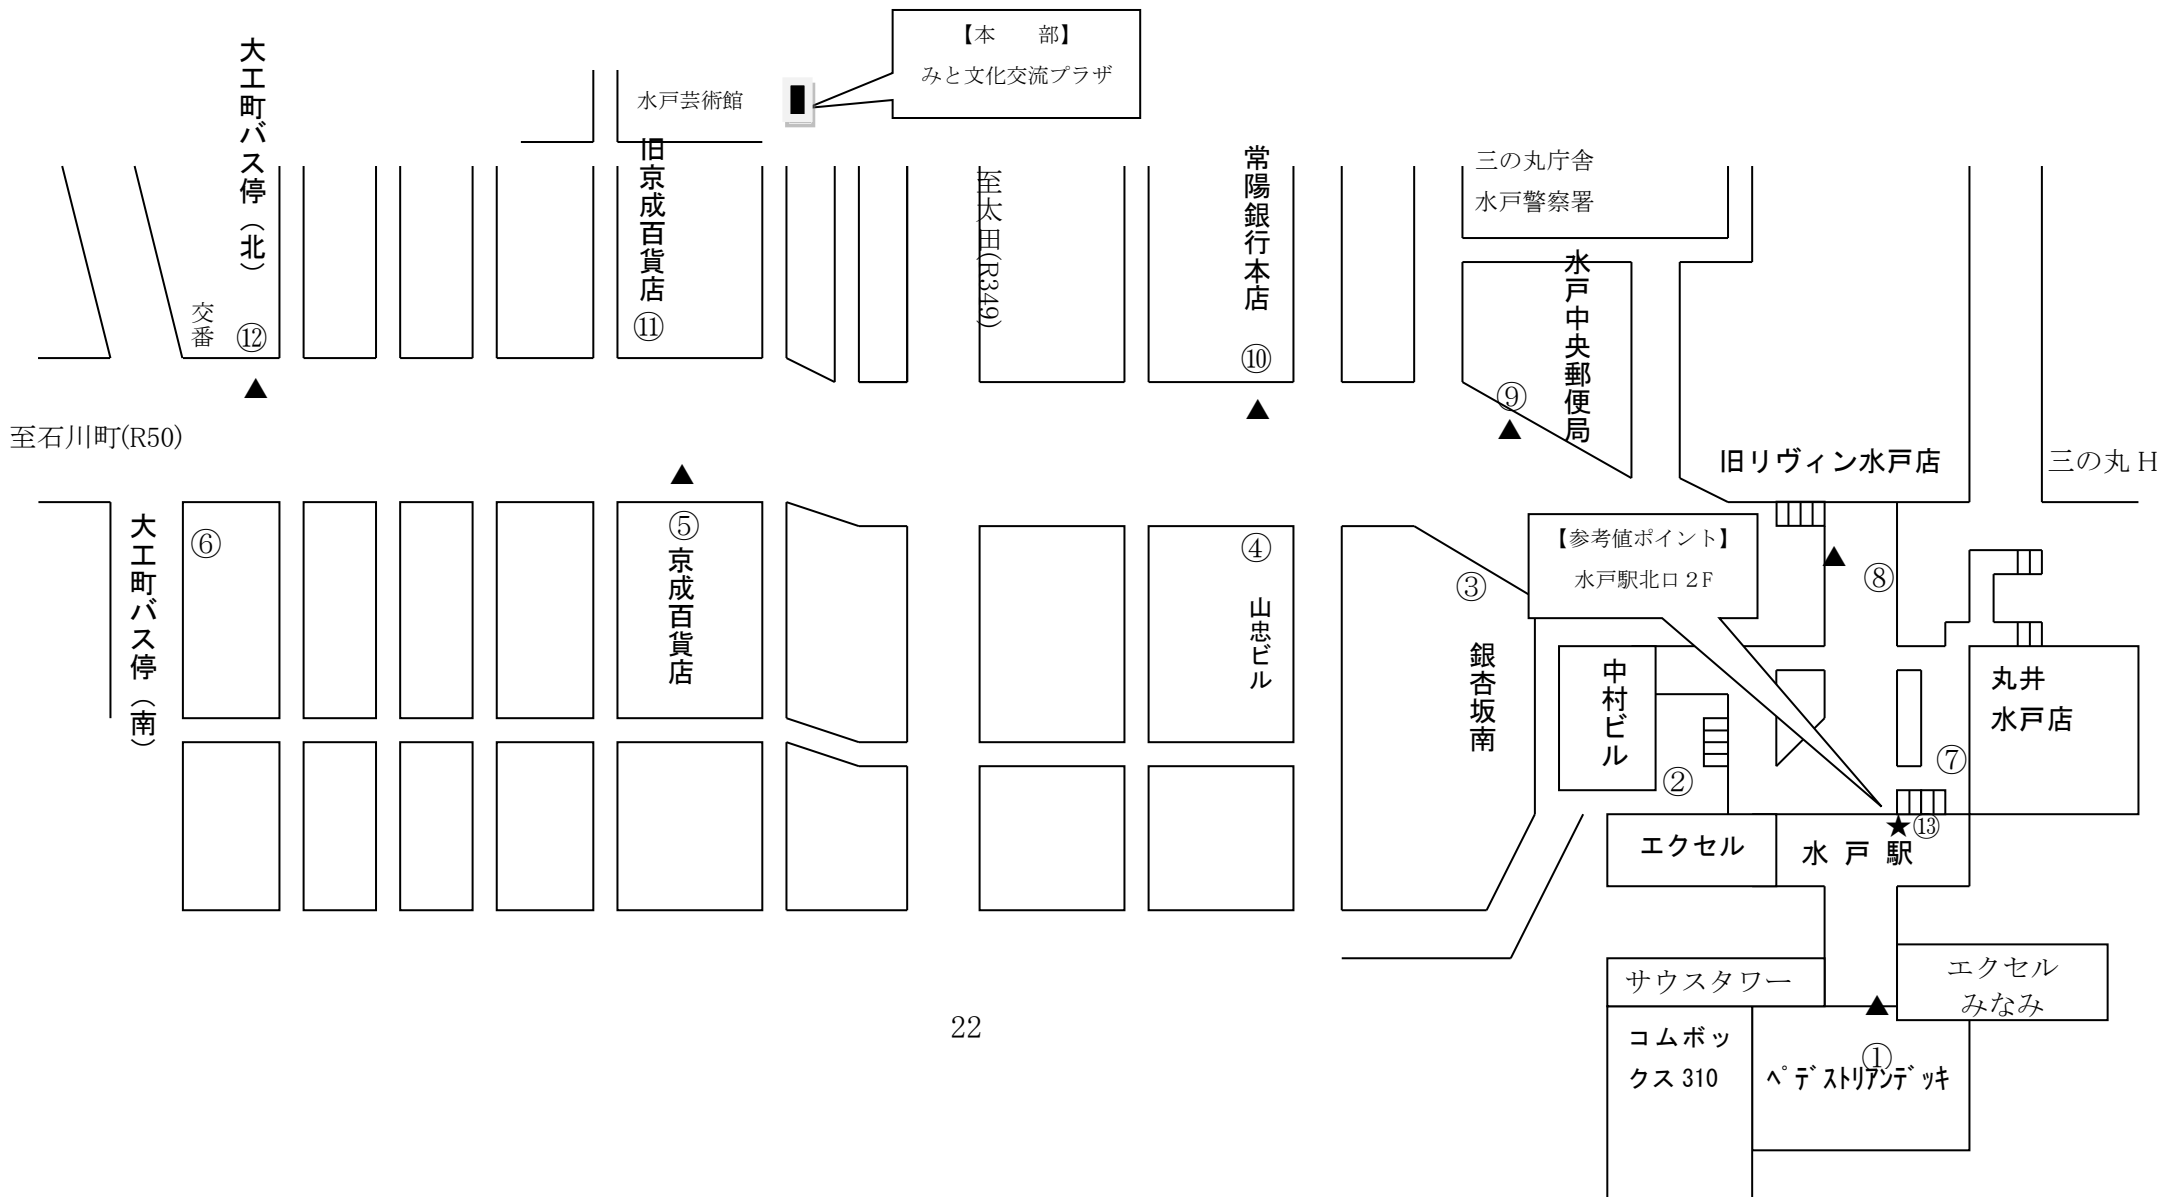 【本　　部】
みと文化交流プラザ
大工町バス停（北）
水戸芸術館
旧京成百貨店
至太田(R349)
常陽銀行本店
三の丸庁舎
水戸警察署
水戸中央郵便局
交番
⑫
⑪
⑩
⑨
至石川町(R50)
旧リヴィン水戸店
三の丸H
大工町バス停（南）
⑥
⑤
京成百貨店
④
山忠ビル
③
銀杏坂南
【参考値ポイント】
水戸駅北口２F
⑧
中村ビル
②
丸井
水戸店
⑦
★⑬
エクセル
水 戸 駅
サウスタワー
エクセル
みなみ
コムボッ
クス 310
①
ﾍﾟﾃﾞｽﾄﾘｱﾝﾃﾞｯｷ
22